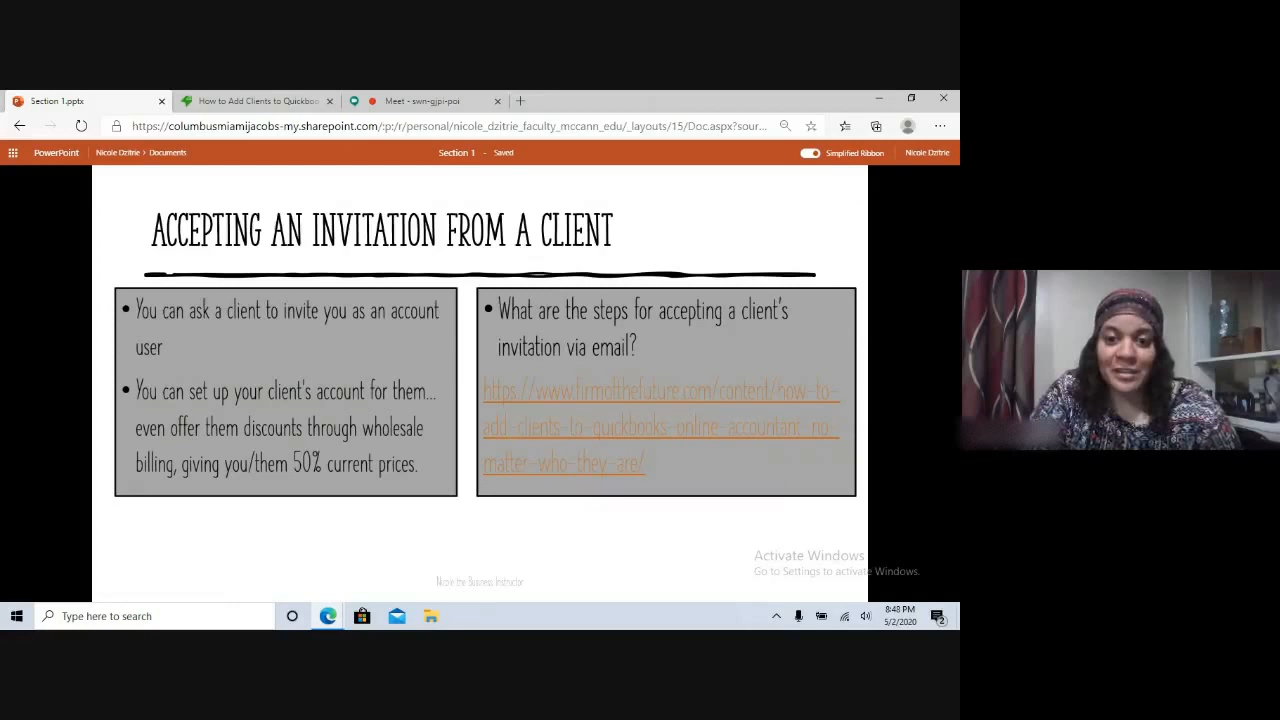 Section 1.pptx
How to Add Clients to Quickboo
Meet - swn-gjpi-poi
https://columbusmiamijacobs-my.sharepoint.com/:p:/r/personal/nicole_dzitrie_faculty_mccann_edu/_layouts/15/Doc.aspx?sour...
PowerPoint
Nicole Dzitrie > Documents
Section 1 - Saved
Simplified Ribbon
Nicole Dzitrie
ACCEPTING AN INVITATION FROM A CLIENT
• You can ask a client to invite you as an account
user
• You can set up your client's account for them...
even offer them discounts through wholesale
billing, giving you/them 50% current prices.
• What are the steps for accepting a client's
invitation via email?
https://www.firmofthefuture.com/content/how-to-
add-clients-to-quickbooks-online-accountant-no-
matter-who-they-are/
Nicole the Business Instructor
Activate Windows
Go to Settings to activate Windows.
Type here to search
8:48 PM
5/2/2020
2